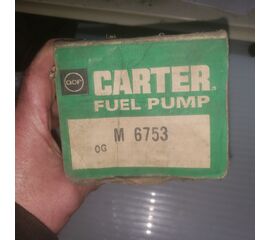 acf
CARTER
FUEL PUMP
M 6753
OG